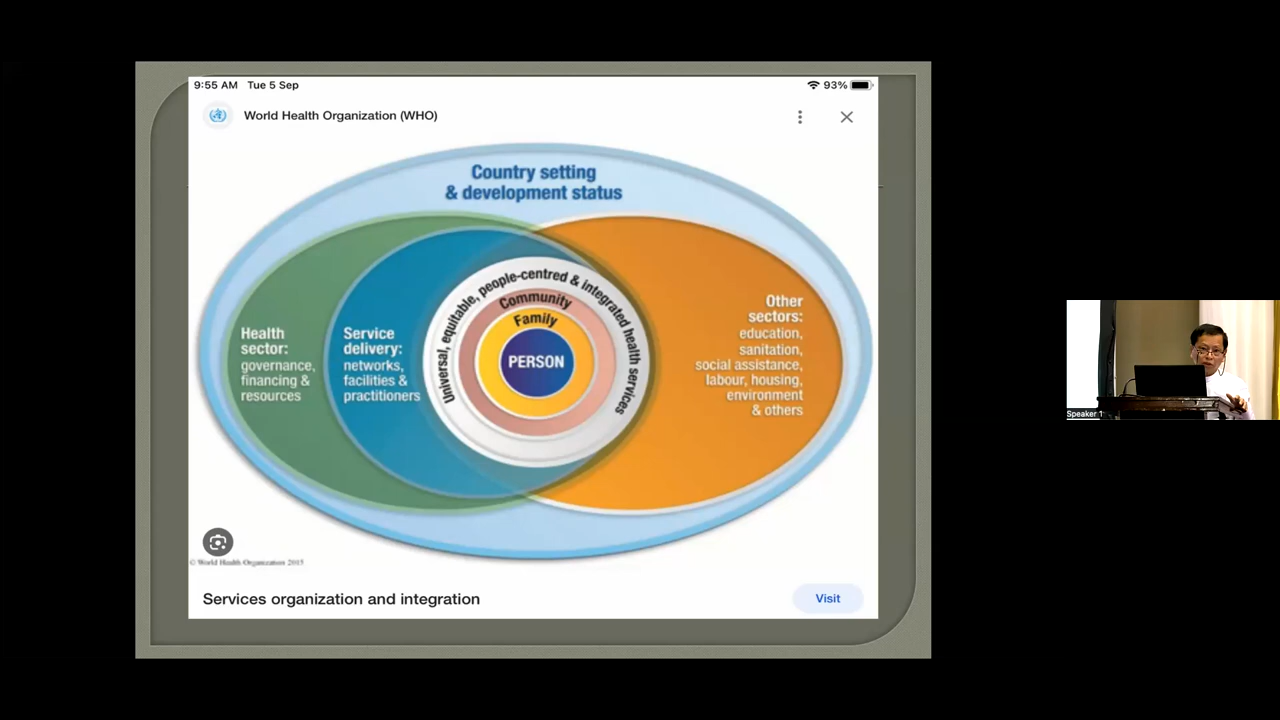 9:55 AM Tue 5 Sep
93%
World Health Organization (WHO)
Country setting
& development status
Universal, equitable, people-centred & integrated health services
Community
Family
PERSON
Health
sector:
governance,
financing &
resources
Service
delivery:
networks,
facilities &
practitioners
Other
sectors:
education,
sanitation,
social assistance,
labour, housing,
environment
& others
© World Health Organization 2015
Services organization and integration
Visit
Speaker 1